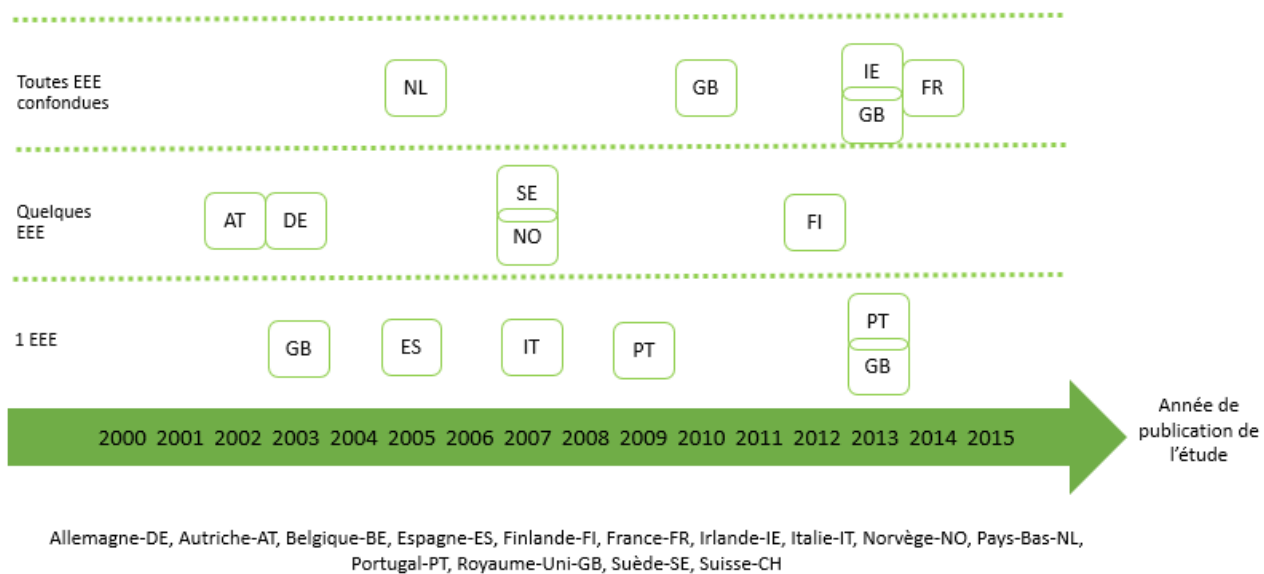 Toutes EEE
confondues
NL
GB
IE
GB
FR
Quelques
EEE
AT
DE
SE
NO
FI
1 EEE
GB
ES
IT
PT
PT
GB
2000 2001 2002 2003 2004 2005 2006 2007 2008 2009 2010 2011 2012 2013 2014 2015
Année de
publication de
l'étude
Allemagne-DE, Autriche-AT, Belgique-BE, Espagne-ES, Finlande-FI, France-FR, Irlande-IE, Italie-IT, Norvège-NO, Pays-Bas-NL,
Portugal-PT, Royaume-Uni-GB, Suède-SE, Suisse-CH